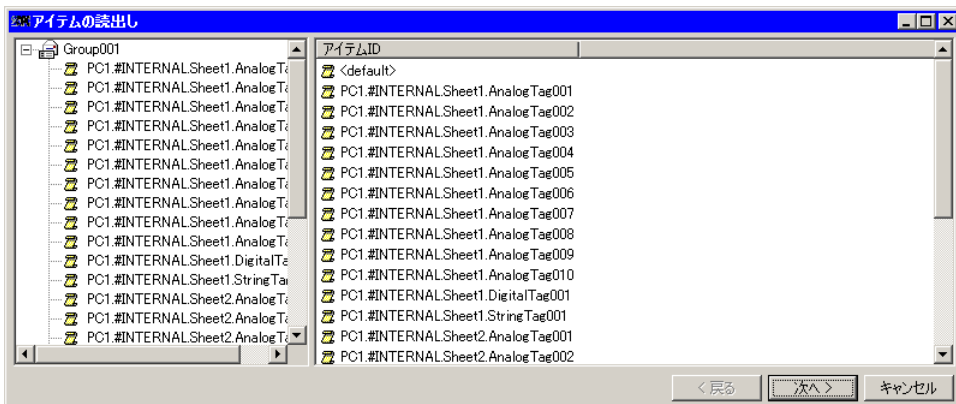 アイテムの読出し
Group001
PC1.#INTERNAL.Sheet1.AnalogTa
PC1.#INTERNAL.Sheet1.AnalogTa
PC1.#INTERNAL.Sheet1.AnalogTa
PC1.#INTERNAL.Sheet1.AnalogTa
PC1.#INTERNAL.Sheet1.AnalogTa
PC1.#INTERNAL.Sheet1.AnalogTa
PC1.#INTERNAL.Sheet1.AnalogTa
PC1.#INTERNAL.Sheet1.AnalogTa
PC1.#INTERNAL.Sheet1.AnalogTa
PC1.#INTERNAL.Sheet1.AnalogTa
PC1.#INTERNAL.Sheet1.DigitalTa
PC1.#INTERNAL.Sheet1.StringTa
PC1.#INTERNAL.Sheet2.AnalogTa
PC1.#INTERNAL.Sheet2.AnalogTa
PC1.#INTERNAL.Sheet2.AnalogTa
アイテムID
<default>
PC1.#INTERNAL.Sheet1.AnalogTag001
PC1.#INTERNAL.Sheet1.AnalogTag002
PC1.#INTERNAL.Sheet1.AnalogTag003
PC1.#INTERNAL.Sheet1.AnalogTag004
PC1.#INTERNAL.Sheet1.AnalogTag005
PC1.#INTERNAL.Sheet1.AnalogTag006
PC1.#INTERNAL.Sheet1.AnalogTag007
PC1.#INTERNAL.Sheet1.AnalogTag008
PC1.#INTERNAL.Sheet1.AnalogTag009
PC1.#INTERNAL.Sheet1.AnalogTag010
PC1.#INTERNAL.Sheet1.DigitalTag001
PC1.#INTERNAL.Sheet1.StringTag001
PC1.#INTERNAL.Sheet2.AnalogTag001
PC1.#INTERNAL.Sheet2.AnalogTag002
< 戻る
次へ >
キャンセル